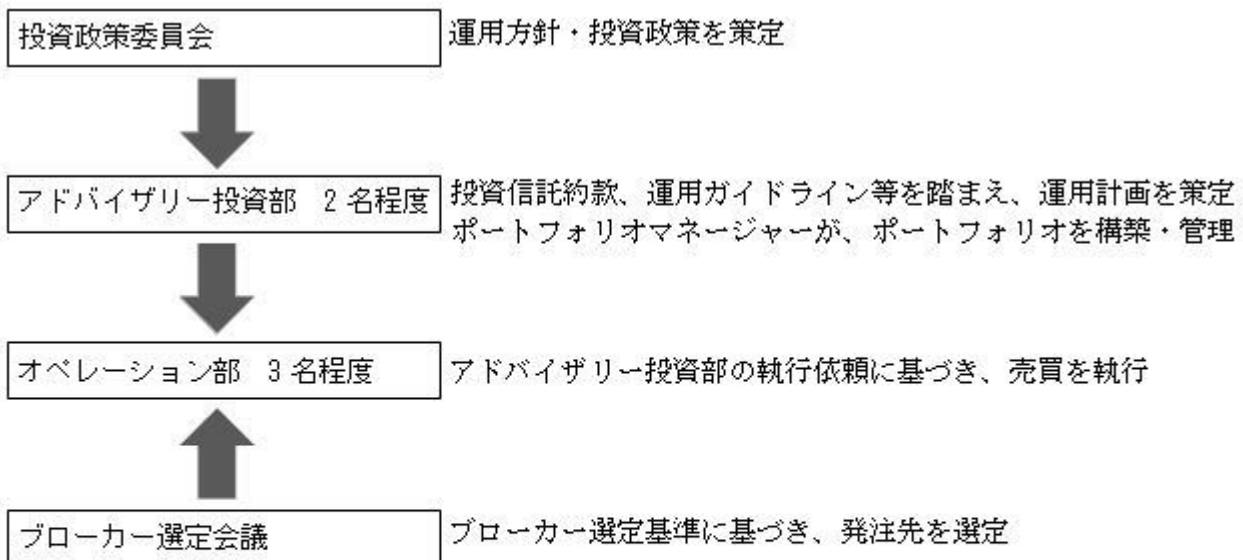 投資政策委員会
運用方針・投資政策を策定
アドバイザリー投資部 2名程度
投資信託約款、運用ガイドライン等を踏まえ、運用計画を策定
ポートフォリオマネージャーが、ポートフォリオを構築・管理
オペレーション部 3名程度
アドバイザリー投資部の執行依頼に基づき、売買を執行
ブローカー選定会議
ブローカー選定基準に基づき、発注先を選定